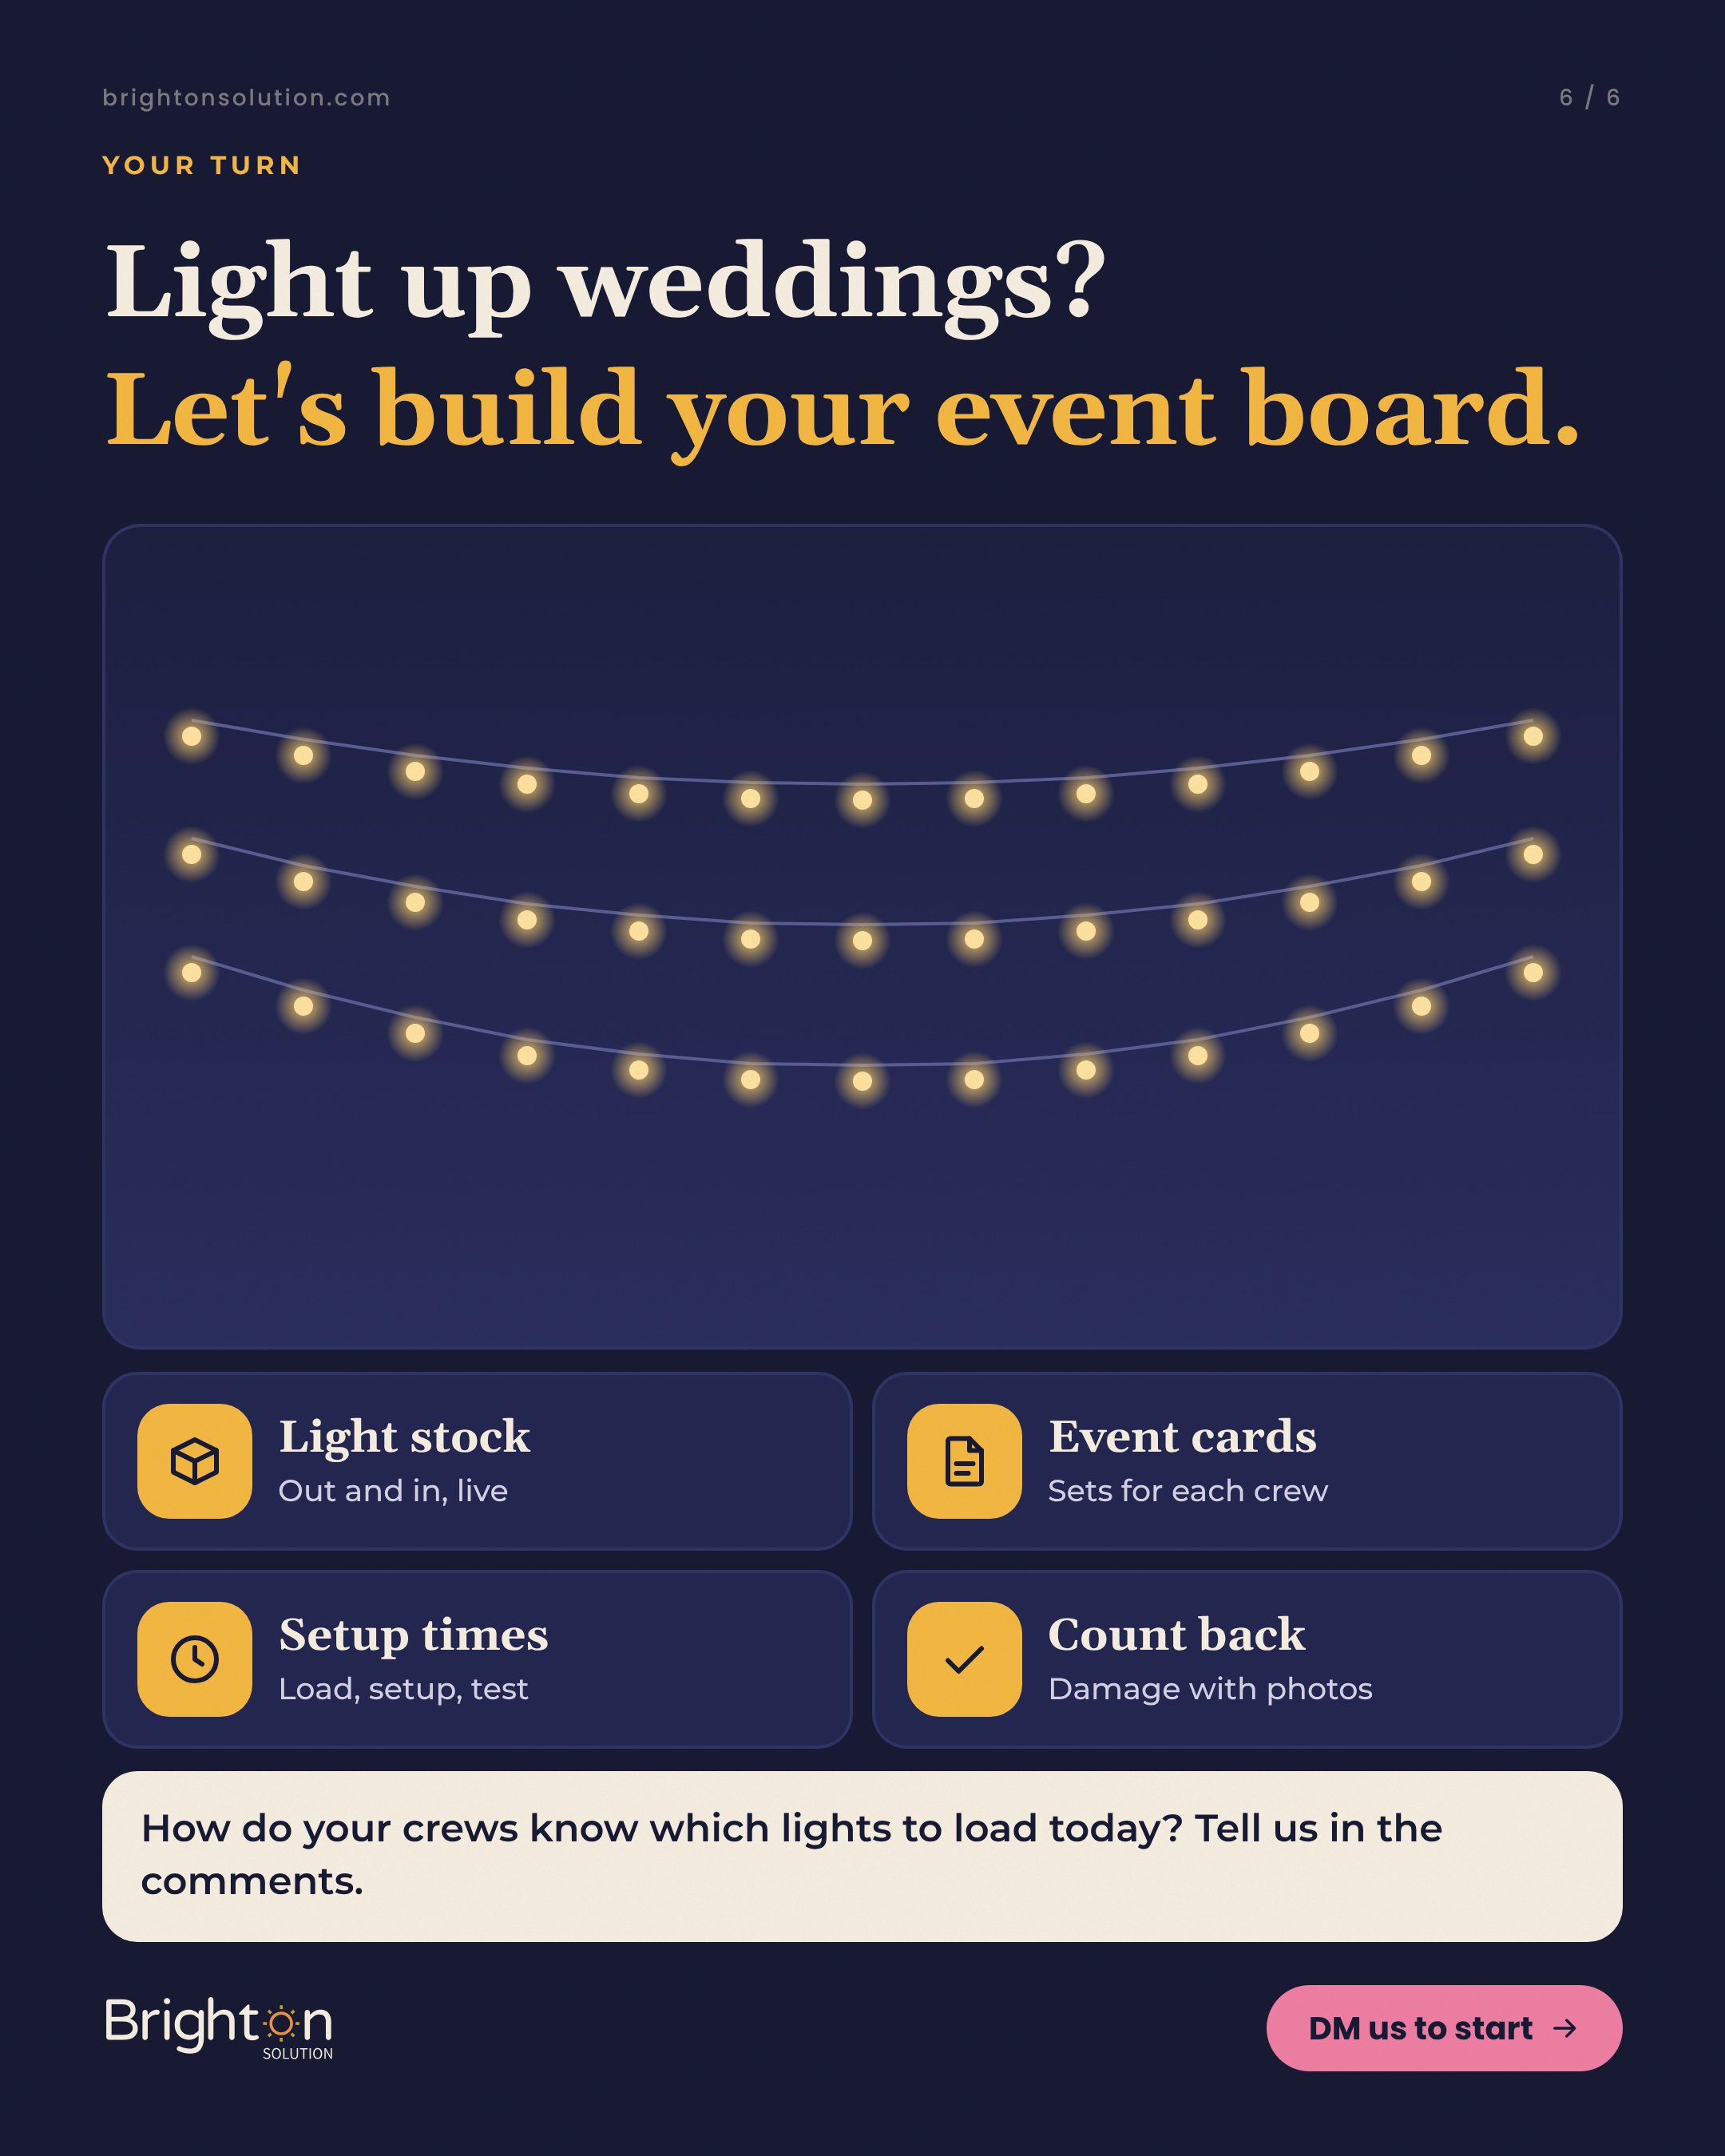 brightonsolution.com
6 / 6
YOUR TURN
Light up weddings?
Let's build your event board.
Light stock
Out and in, live
Event cards
Sets for each crew
Setup times
Load, setup, test
Count back
Damage with photos
How do your crews know which lights to load today? Tell us in the
comments.
Brighton
SOLUTION
DM us to start →